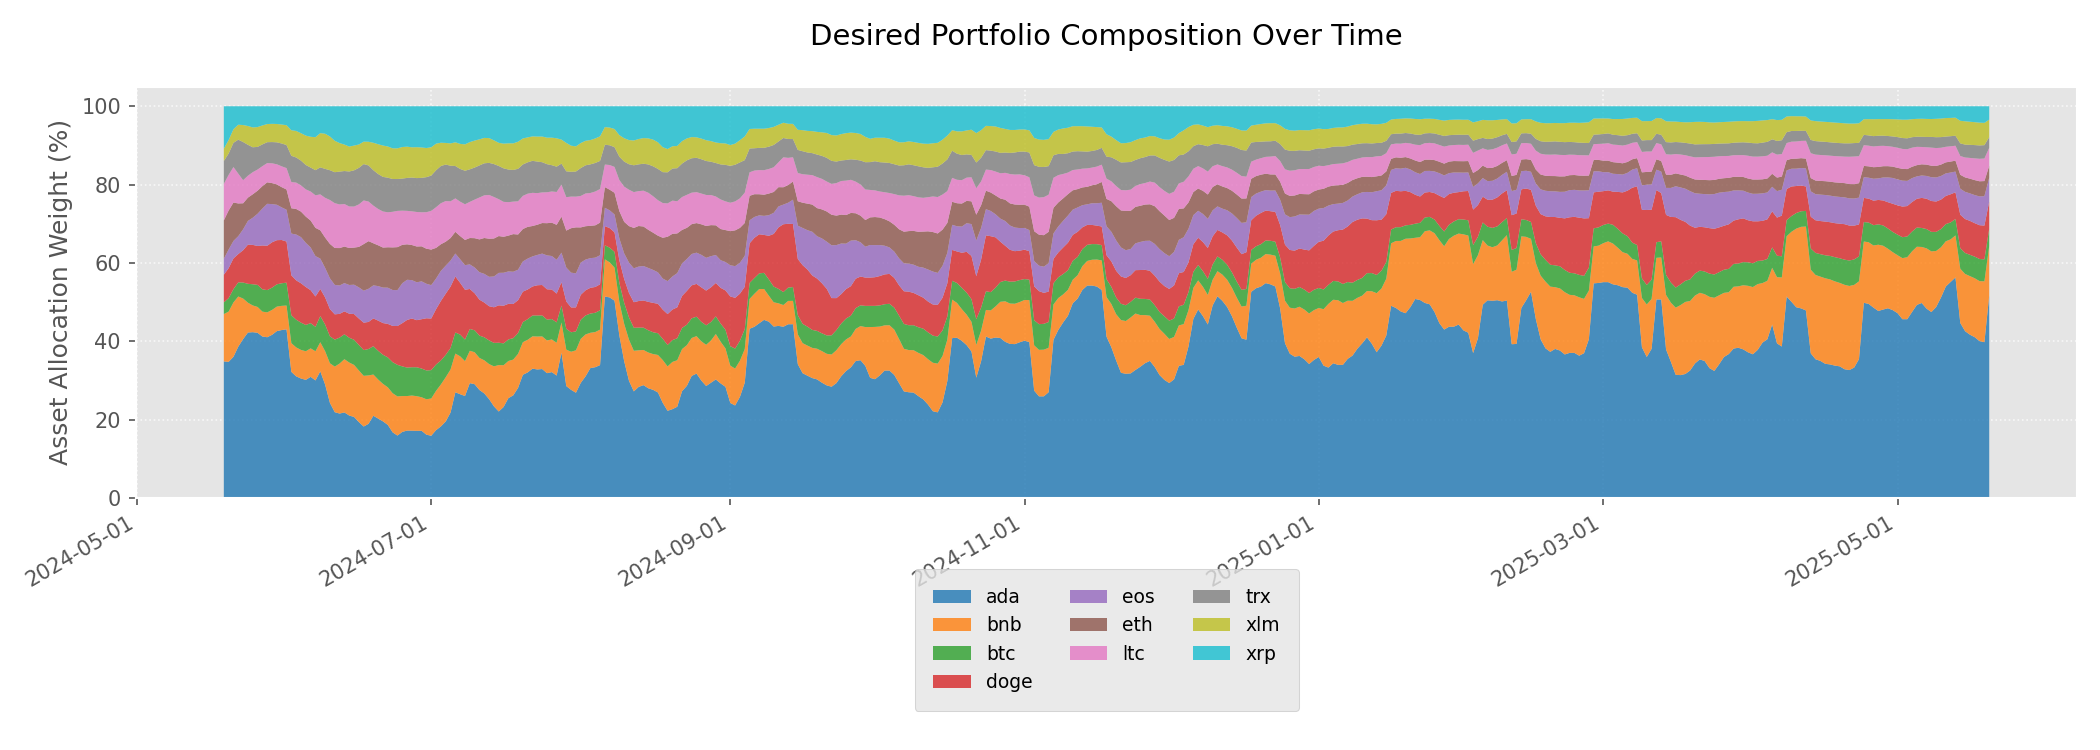 Desired Portfolio Composition Over Time
Asset Allocation Weight (%)
100
80
60
40
20
0
2024-05-01
2024-07-01
2024-09-01
2024-11-01
2025-01-01
2025-03-01
2025-05-01
ada
bnb
btc
doge
eos
eth
ltc
trx
xlm
xrp